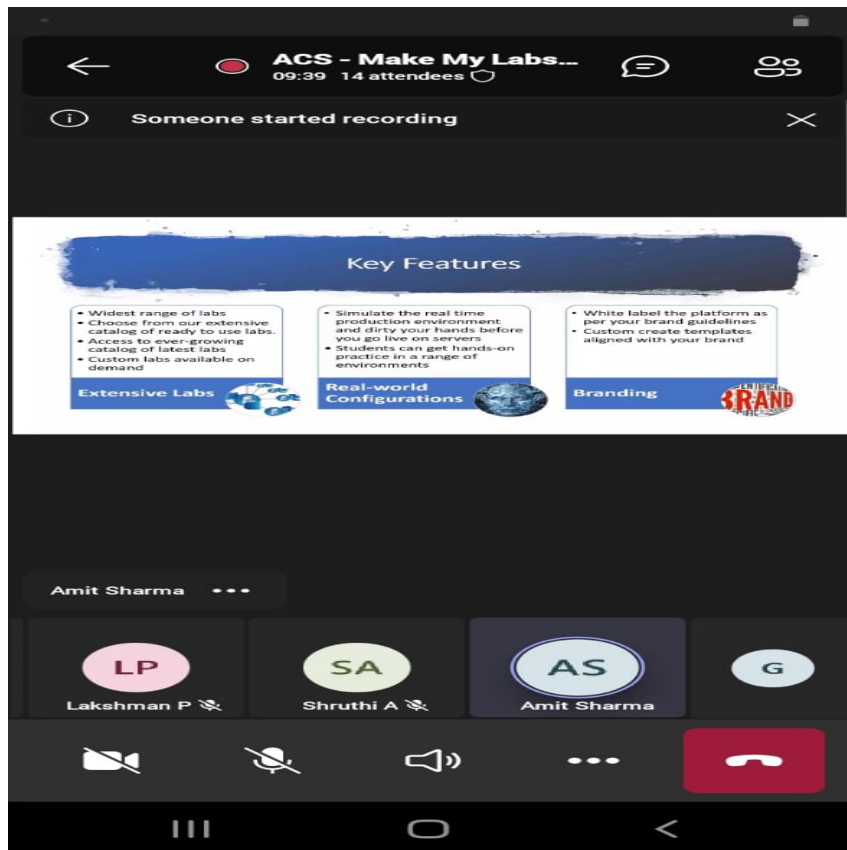 ACS - Make My Labs...
09:39 14 attendees
Someone started recording
Key Features
• Widest range of labs
• Choose from our extensive
catalog of ready to use labs.
• Access to ever-growing
catalog of latest labs
• Custom labs available on
demand
Extensive Labs
• Simulate the real time
production environment
and dirty your hands before
you go live on servers
• Students can get hands-on
practice in a range of
environments
Real-world
Configurations
• White label the platform as
per your brand guidelines
• Custom create templates
aligned with your brand
Branding
BRAND
Amit Sharma
LP
Lakshman P
SA
Shruthi A
AS
Amit Sharma
G